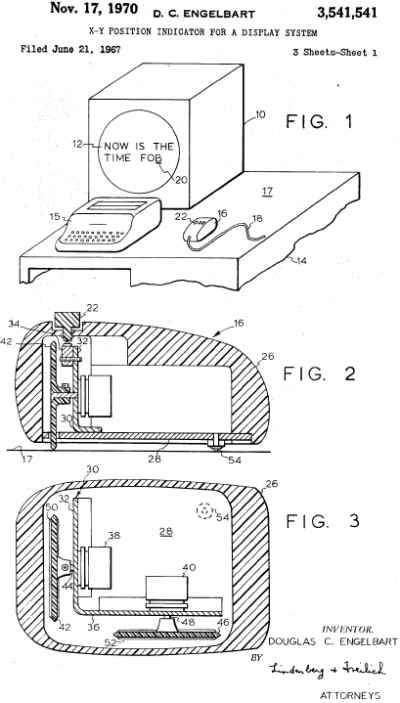 Nov. 17, 1970 D. C. ENGELBART 3,541,541
X-Y POSITION INDICATOR FOR A DISPLAY SYSTEM
Filed June 21, 1967 3 Sheets-Sheet 1
10
FIG. 1
12
NOW IS THE
TIME FOB
20
17
15
22
16
18
14
22
34
32
42
16
26
FIG. 2
30
17
28
54
30
26
32
50
54
FIG. 3
38
28
40
44
42
36
48
46
52
INVENTOR.
DOUGLAS C. ENGELBART
BY
Lindenberg & Freilich
ATTORNEYS